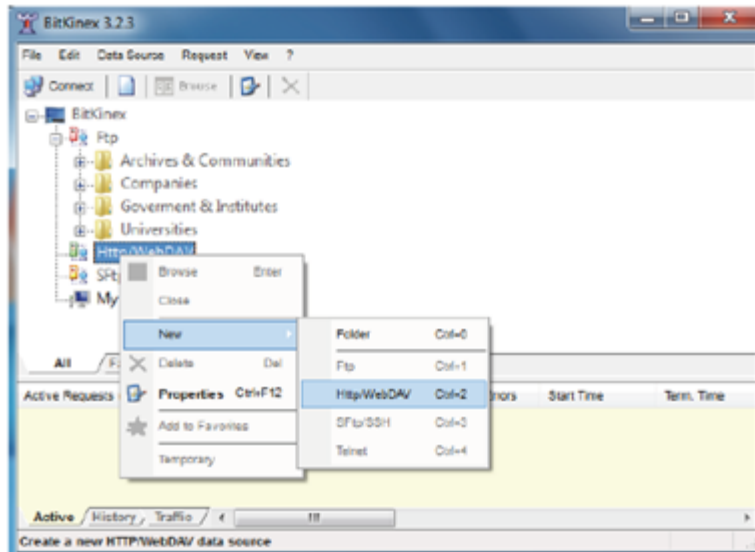 BitKinex 3.2.3
File Edit Data Source Request View ?
Connect Browse
BitKinex
Ftp
Archives & Communities
Companies
Goverment & Institutes
Universities
Http/WebDAV
SFt
My
Browse Enter
Close
New
Delete Del
Properties Ctrl+F12
Add to Favorites
Temporary
Folder Ctrl+0
Ftp Ctrl+1
Http/WebDAV Ctrl+2
SFtp/SSH Ctrl+3
Telnet Ctrl+4
All F
Active Requests rrors Start Time Term. Time
Active History Traffic
Create a new HTTP/WebDAV data source